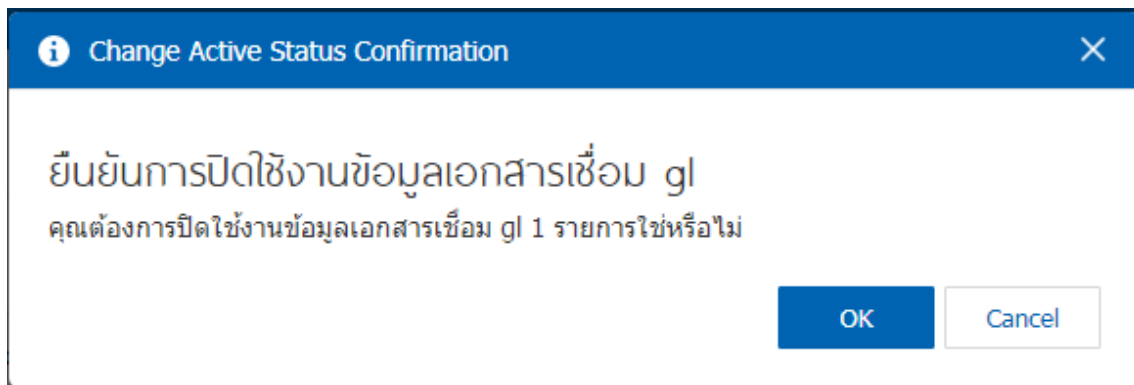 Change Active Status Confirmation
ยืนยันการปิดใช้งานข้อมูลเอกสารเชื่อม gl
คุณต้องการปิดใช้งานข้อมูลเอกสารเชื่อม gl 1 รายการใช่หรือไม่
OK Cancel